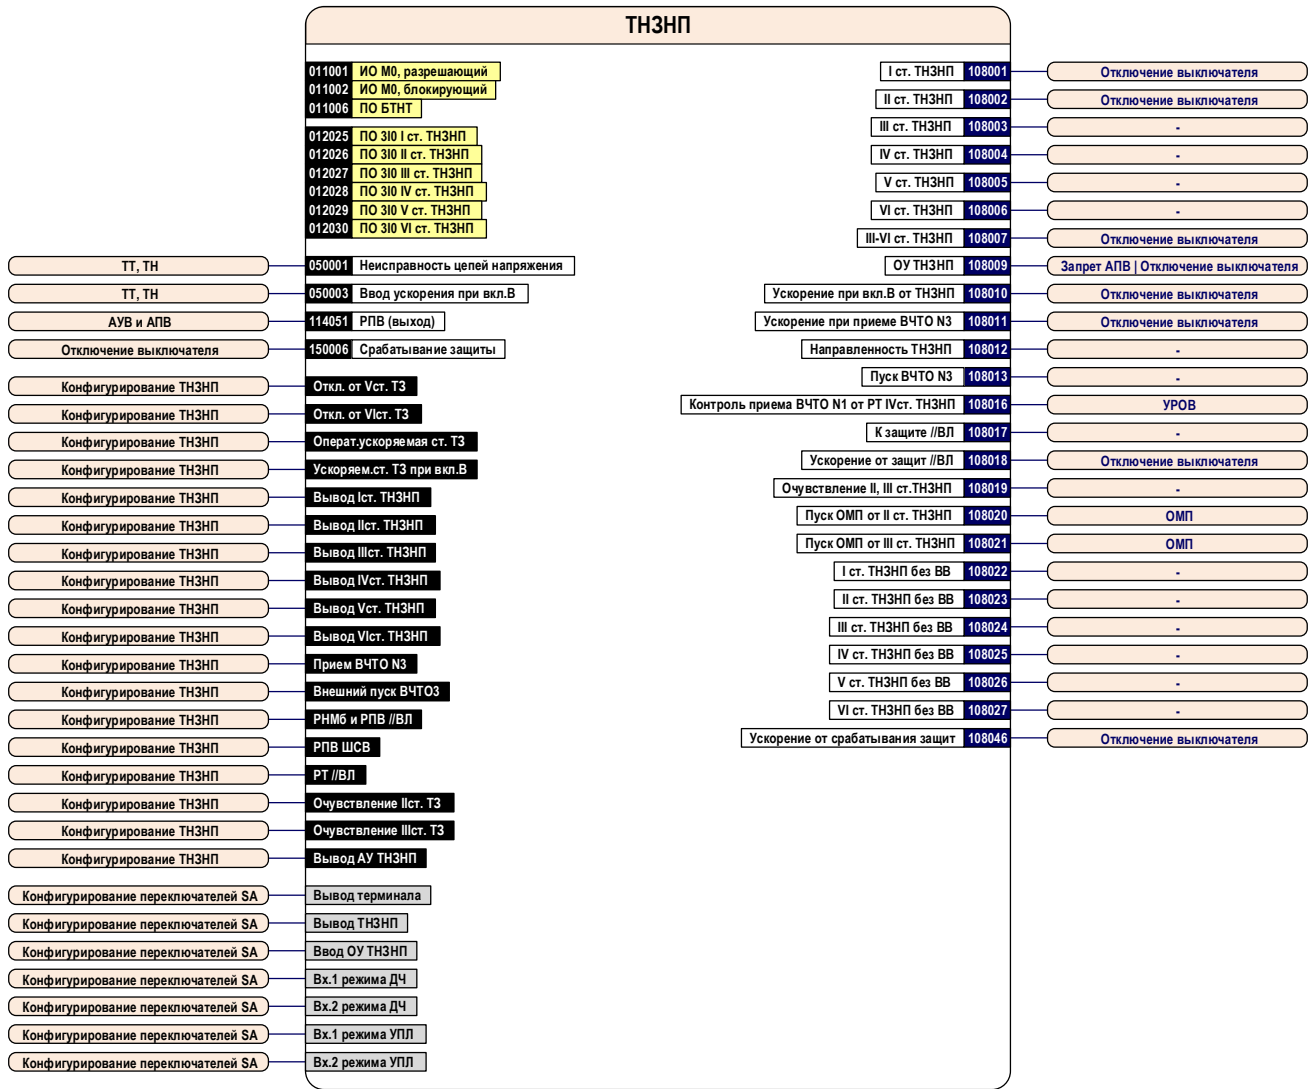 ТНЗНП
011001 ИО М0, разрешающий
011002 ИО М0, блокирующий
011006 ПО БТНТ
012025 ПО 3I0 I ст. ТНЗНП
012026 ПО 3I0 II ст. ТНЗНП
012027 ПО 3I0 III ст. ТНЗНП
012028 ПО 3I0 IV ст. ТНЗНП
012029 ПО 3I0 V ст. ТНЗНП
012030 ПО 3I0 VI ст. ТНЗНП
ТТ, ТН 050001 Неисправность цепей напряжения
ТТ, ТН 050003 Ввод ускорения при вкл.В
АУВ и АПВ 114051 РПВ (выход)
Отключение выключателя 150006 Срабатывание защиты
Конфигурирование ТНЗНП Откл. от Vст. ТЗ
Конфигурирование ТНЗНП Откл. от VIст. ТЗ
Конфигурирование ТНЗНП Операт.ускоряемая ст. ТЗ
Конфигурирование ТНЗНП Ускоряем.ст. ТЗ при вкл.В
Конфигурирование ТНЗНП Вывод Iст. ТНЗНП
Конфигурирование ТНЗНП Вывод IIст. ТНЗНП
Конфигурирование ТНЗНП Вывод IIIст. ТНЗНП
Конфигурирование ТНЗНП Вывод IVст. ТНЗНП
Конфигурирование ТНЗНП Вывод Vст. ТНЗНП
Конфигурирование ТНЗНП Вывод VIст. ТНЗНП
Конфигурирование ТНЗНП Прием ВЧТО N3
Конфигурирование ТНЗНП Внешний пуск ВЧТО3
Конфигурирование ТНЗНП РНМб и РПВ //ВЛ
Конфигурирование ТНЗНП РПВ ШСВ
Конфигурирование ТНЗНП РТ //ВЛ
Конфигурирование ТНЗНП Очувствление IIст. ТЗ
Конфигурирование ТНЗНП Очувствление IIIст. ТЗ
Конфигурирование ТНЗНП Вывод АУ ТНЗНП
Конфигурирование переключателей SA Вывод терминала
Конфигурирование переключателей SA Вывод ТНЗНП
Конфигурирование переключателей SA Ввод ОУ ТНЗНП
Конфигурирование переключателей SA Вх.1 режима ДЧ
Конфигурирование переключателей SA Вх.2 режима ДЧ
Конфигурирование переключателей SA Вх.1 режима УПЛ
Конфигурирование переключателей SA Вх.2 режима УПЛ
I ст. ТНЗНП 108001 Отключение выключателя
II ст. ТНЗНП 108002 Отключение выключателя
III ст. ТНЗНП 108003 -
IV ст. ТНЗНП 108004 -
V ст. ТНЗНП 108005 -
VI ст. ТНЗНП 108006 -
III-VI ст. ТНЗНП 108007 Отключение выключателя
ОУ ТНЗНП 108009 Запрет АПВ | Отключение выключателя
Ускорение при вкл.В от ТНЗНП 108010 Отключение выключателя
Ускорение при приеме ВЧТО N3 108011 Отключение выключателя
Направленность ТНЗНП 108012 -
Пуск ВЧТО N3 108013 -
Контроль приема ВЧТО N1 от РТ IVст. ТНЗНП 108016 УРОВ
К защите //ВЛ 108017 -
Ускорение от защит //ВЛ 108018 Отключение выключателя
Очувствление II, III ст.ТНЗНП 108019 -
Пуск ОМП от II ст. ТНЗНП 108020 ОМП
Пуск ОМП от III ст. ТНЗНП 108021 ОМП
I ст. ТНЗНП без ВВ 108022 -
II ст. ТНЗНП без ВВ 108023 -
III ст. ТНЗНП без ВВ 108024 -
IV ст. ТНЗНП без ВВ 108025 -
V ст. ТНЗНП без ВВ 108026 -
VI ст. ТНЗНП без ВВ 108027 -
Ускорение от срабатывания защит 108046 Отключение выключателя